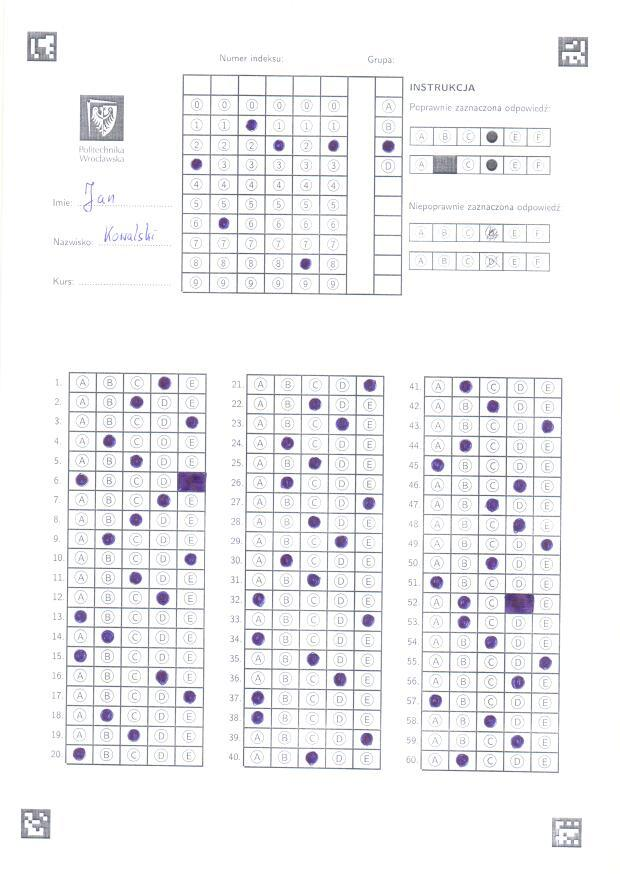 Numer indeksu: Grupa:
INSTRUKCJA
Poprawnie zaznaczona odpowiedź:
A B C E F
A C E F
Niepoprawnie zaznaczona odpowiedź
A B C E F
A B C D E F
0 0 0 0 0 0 A
1 1 1 1 1 B
2 2 2 2
3 3 3 3 3 D
4 4 4 4 4 4
5 5 5 5 5 5
6 6 6 6 6
7 7 7 7 7 7
8 8 8 8 8
9 9 9 9 9 9
Politechnika
Wrocławska
Imię: Jan
Nazwisko: Kowalski
Kurs:
1. A B C E
2. A B D E
3. A B C D
4. A C D E
5. A B D E
6. B C D
7. A B C E
8. A B D E
9. A C D E
10. A B C D
11. A B D E
12. A B C E
13. B C D E
14. A C D E
15. B C D E
16. A B C E
17. A B C D
18. A C D E
19. A B D E
20. B C D E
21. A B C D
22. A B D E
23. A B C E
24. A C D E
25. A B D E
26. A C D E
27. A B C D
28. A B D E
29. A B C E
30. A C D E
31. A B D E
32. B C D E
33. A B C D
34. B C D E
35. A B D E
36. A B C E
37. B C D E
38. B C D E
39. A B C D
40. A B D E
41. A C D E
42. A B D E
43. A B C D
44. A C D E
45. B C D E
46. A B C E
47. A B D E
48. A B C E
49. A B C D
50. A B D E
51. B C D E
52. A C E
53. A C D E
54. A B D E
55. A B C D
56. A B C E
57. B C D E
58. A B D E
59. A B C E
60. A C D E